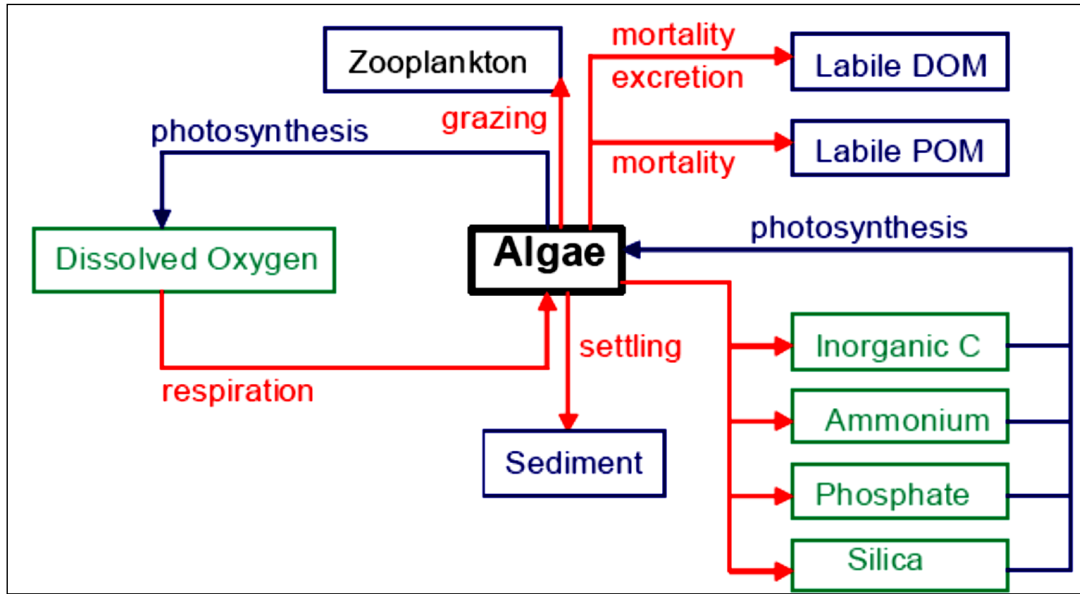 mortality
Zooplankton
Labile DOM
excretion
grazing
photosynthesis
Labile POM
mortality
photosynthesis
Algae
Dissolved Oxygen
settling
Inorganic C
respiration
Ammonium
Sediment
Phosphate
Silica